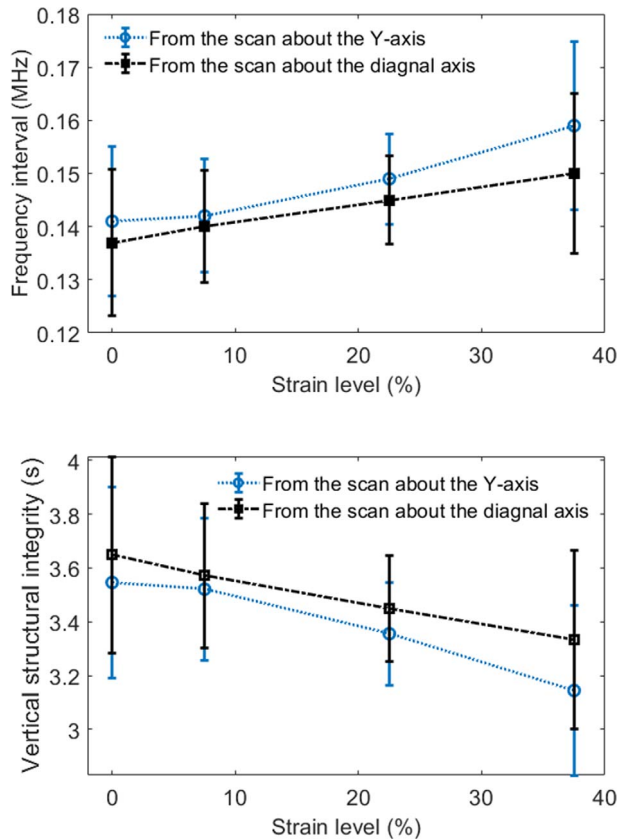 0.18
0.17
0.16
0.15
0.14
0.13
0.12
Frequency interval (MHz)
From the scan about the Y-axis
From the scan about the diagnal axis
0 10 20 30 40
Strain level (%)
4
3.8
3.6
3.4
3.2
3
Vertical structural integrity (s)
From the scan about the Y-axis
From the scan about the diagnal axis
0 10 20 30 40
Strain level (%)